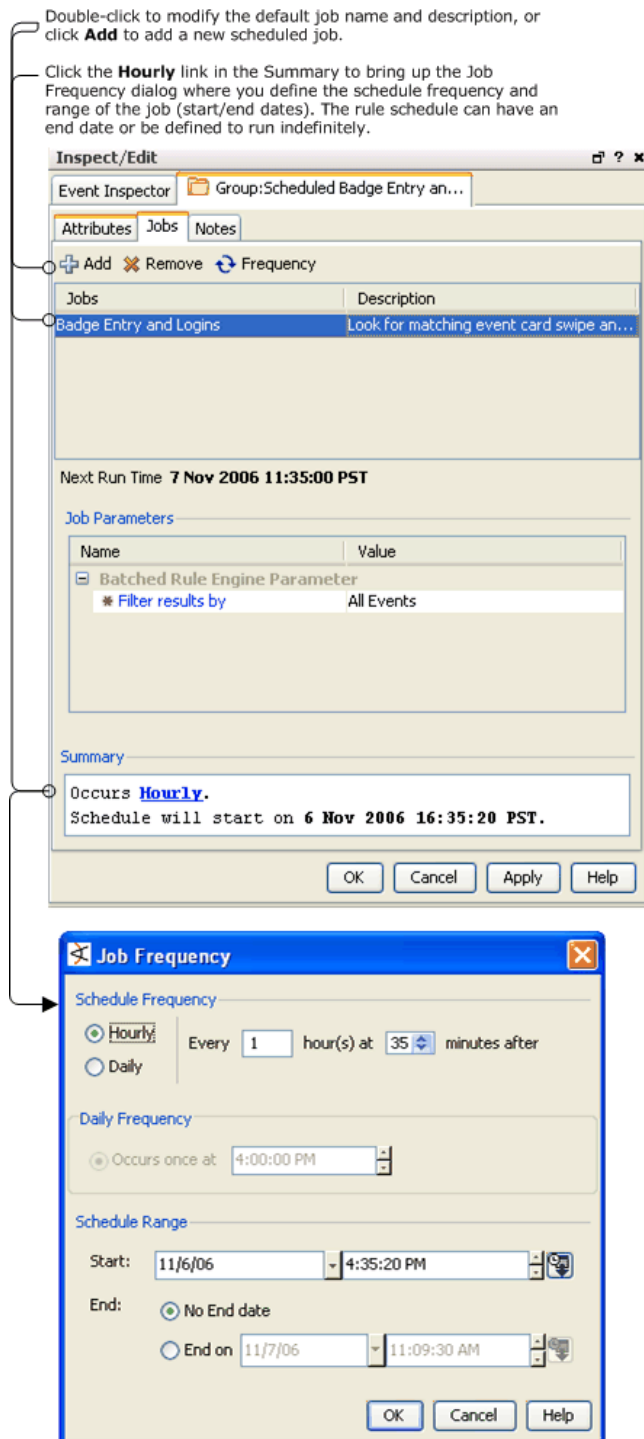 Double-click to modify the default job name and description, or
click Add to add a new scheduled job.
Click the Hourly link in the Summary to bring up the Job
Frequency dialog where you define the schedule frequency and
range of the job (start/end dates). The rule schedule can have an
end date or be defined to run indefinitely.
Inspect/Edit
Event Inspector Group:Scheduled Badge Entry an...
Attributes Jobs Notes
Add Remove Frequency
Jobs Description
Badge Entry and Logins Look for matching event card swipe an...
Next Run Time 7 Nov 2006 11:35:00 PST
Job Parameters
Name Value
Batched Rule Engine Parameter
Filter results by All Events
Summary
Occurs Hourly.
Schedule will start on 6 Nov 2006 16:35:20 PST.
OK Cancel Apply Help
Job Frequency
Schedule Frequency
Hourly Every 1 hour(s) at 35 minutes after
Daily
Daily Frequency
Occurs once at 4:00:00 PM
Schedule Range
Start: 11/6/06 4:35:20 PM
End: No End date
End on 11/7/06 11:09:30 AM
OK Cancel Help